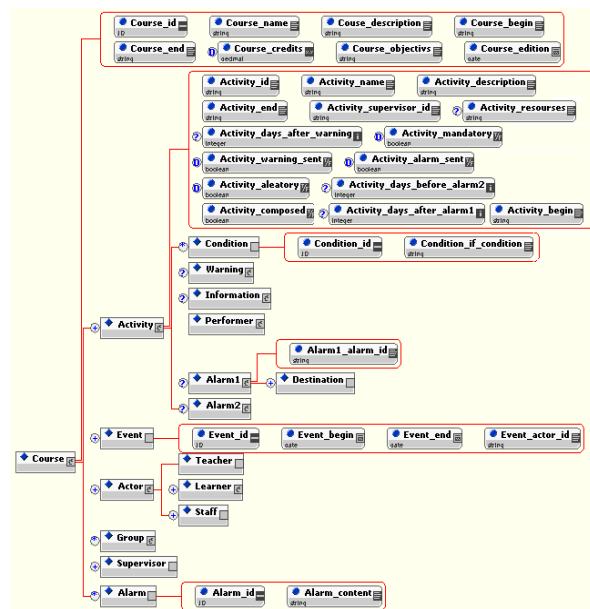 Course_id Course_name Couse_description Course_begin
ID string string string
Course_end Course_credits Course_objectivs Course_edition
string decimal string date
Activity_id Activity_name Activity_description
string string string
Activity_end Activity_supervisor_id Activity_resourses
string string string
Activity_days_after_warning Activity_mandatory
integer boolean
Activity_warning_sent Activity_alarm_sent
boolean boolean
Activity_aleatory Activity_days_before_alarm2
boolean integer
Activity_composed Activity_days_after_alarm1 Activity_begin
boolean integer string
Condition Condition_id Condition_if_condition
ID string
Warning
Information
Activity Performer
Alarm1_alarm_id
string
Alarm1 Destination
Alarm2
Event Event_id Event_begin Event_end Event_actor_id
ID date date string
Course Teacher
Actor Learner
Staff
Group
Supervisor
Alarm Alarm_id Alarm_content
ID string